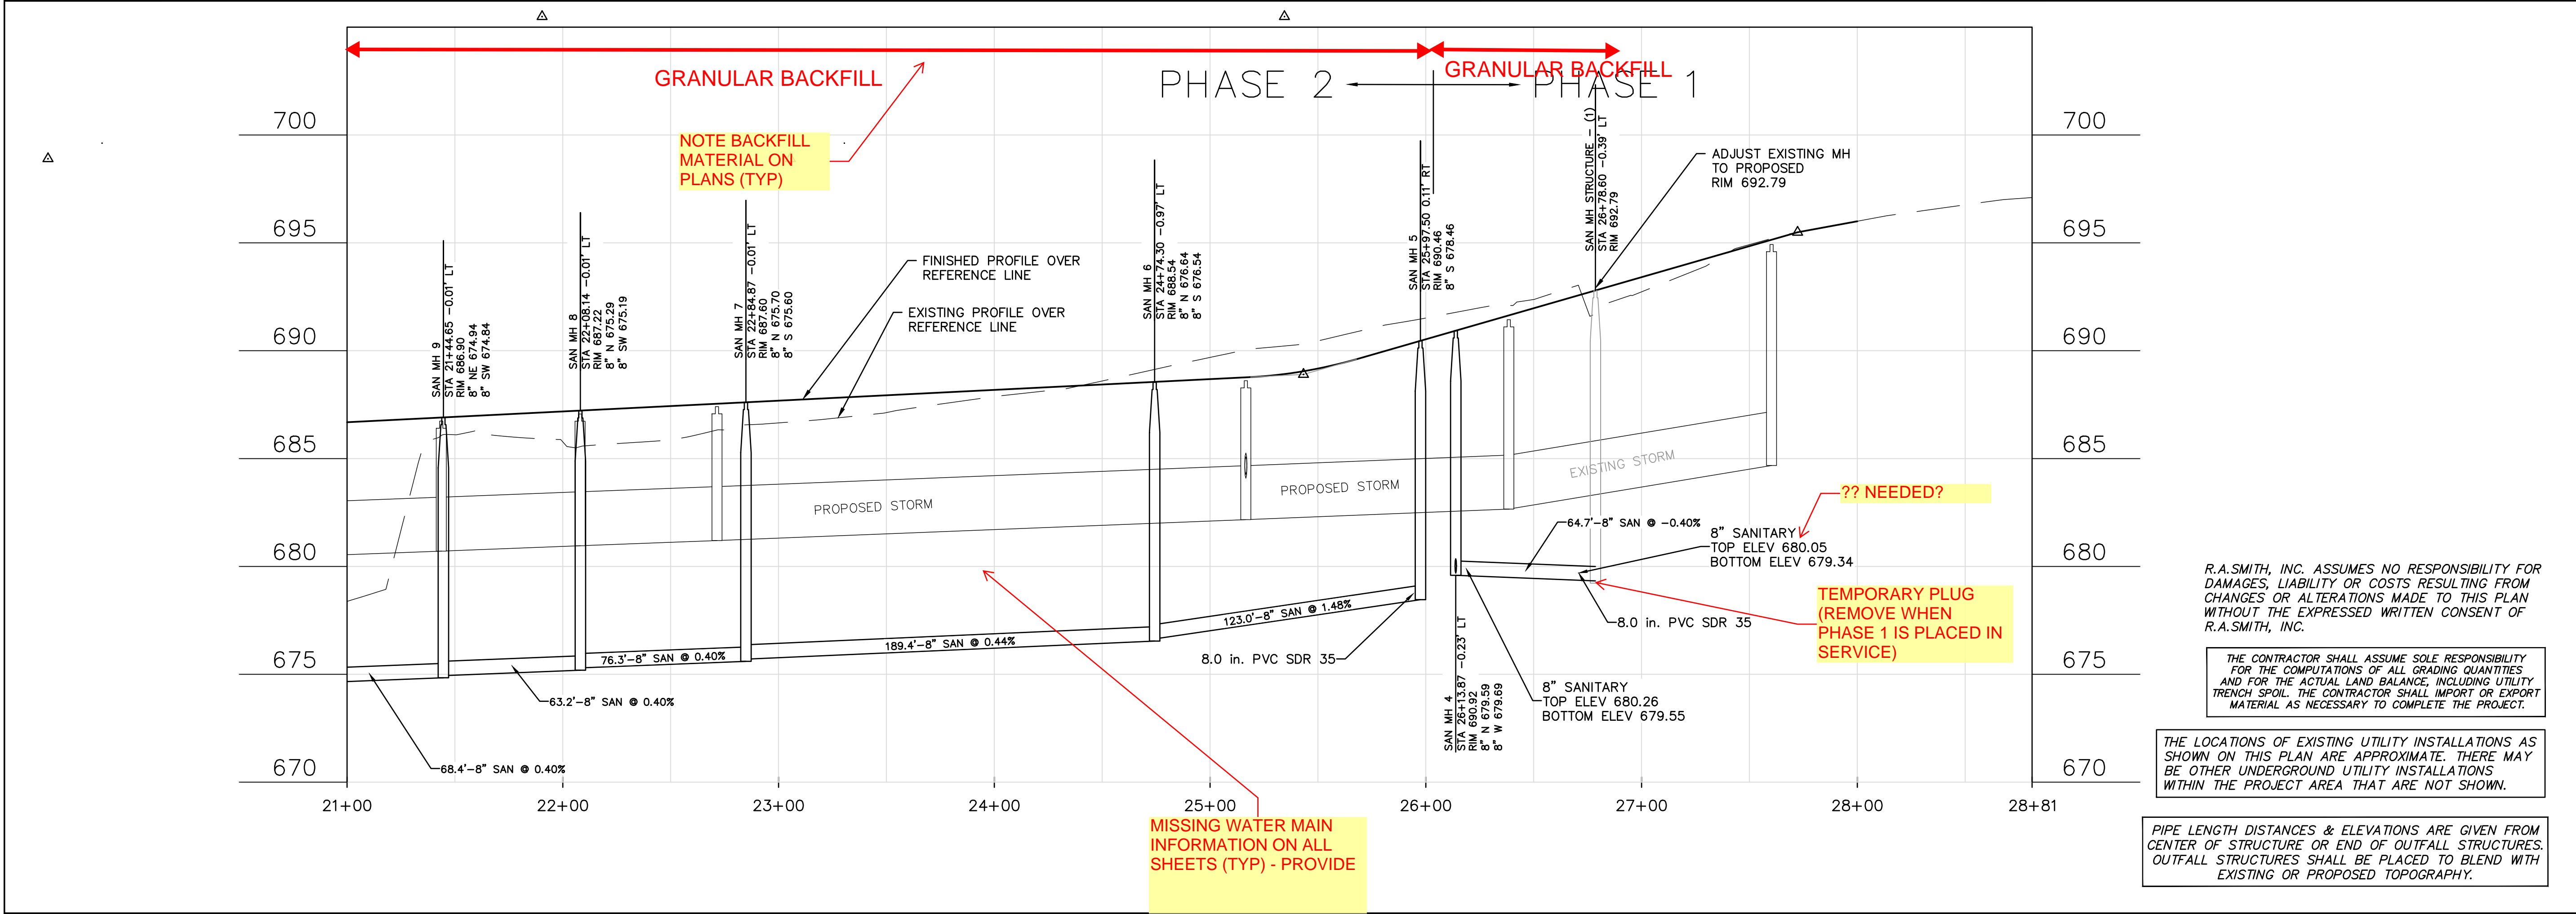 GRANULAR BACKFILL
GRANULAR BACKFILL
PHASE 2
PHASE 1
NOTE BACKFILL
MATERIAL ON
PLANS (TYP)
700
695
690
685
680
675
670
700
695
690
685
680
675
670
SAN MH 9
STA 21+44.65 -0.01' LT
RIM 686.90
8" NE 674.94
8" SW 674.84
SAN MH 8
STA 22+08.14 -0.01' LT
RIM 687.22
8" N 675.29
8" SW 675.19
SAN MH 7
STA 22+84.87 -0.01' LT
RIM 687.60
8" N 675.70
8" S 675.60
FINISHED PROFILE OVER
REFERENCE LINE
EXISTING PROFILE OVER
REFERENCE LINE
SAN MH 6
STA 24+74.30 -0.97' LT
RIM 688.54
8" N 676.64
8" S 676.54
SAN MH 5
STA 25+97.50 0.11' RT
RIM 690.46
8" S 678.46
SAN MH STRUCTURE - (1)
STA 26+78.60 -0.39' LT
RIM 692.79
ADJUST EXISTING MH
TO PROPOSED
RIM 692.79
PROPOSED STORM
PROPOSED STORM
EXISTING STORM
?? NEEDED?
64.7'-8" SAN @ -0.40%
8" SANITARY
TOP ELEV 680.05
BOTTOM ELEV 679.34
TEMPORARY PLUG
(REMOVE WHEN
PHASE 1 IS PLACED IN
SERVICE)
8.0 in. PVC SDR 35
123.0'-8" SAN @ 1.48%
189.4'-8" SAN @ 0.44%
76.3'-8" SAN @ 0.40%
63.2'-8" SAN @ 0.40%
68.4'-8" SAN @ 0.40%
8.0 in. PVC SDR 35
SAN MH 4
STA 26+13.87 -0.23' LT
RIM 690.92
8" N 679.59
8" W 679.69
8" SANITARY
TOP ELEV 680.26
BOTTOM ELEV 679.55
21+00
22+00
23+00
24+00
25+00
26+00
27+00
28+00
28+81
MISSING WATER MAIN
INFORMATION ON ALL
SHEETS (TYP) - PROVIDE
R.A.SMITH, INC. ASSUMES NO RESPONSIBILITY FOR
DAMAGES, LIABILITY OR COSTS RESULTING FROM
CHANGES OR ALTERATIONS MADE TO THIS PLAN
WITHOUT THE EXPRESSED WRITTEN CONSENT OF
R.A.SMITH, INC.
THE CONTRACTOR SHALL ASSUME SOLE RESPONSIBILITY
FOR THE COMPUTATIONS OF ALL GRADING QUANTITIES
AND FOR THE ACTUAL LAND BALANCE, INCLUDING UTILITY
TRENCH SPOIL. THE CONTRACTOR SHALL IMPORT OR EXPORT
MATERIAL AS NECESSARY TO COMPLETE THE PROJECT.
THE LOCATIONS OF EXISTING UTILITY INSTALLATIONS AS
SHOWN ON THIS PLAN ARE APPROXIMATE. THERE MAY
BE OTHER UNDERGROUND UTILITY INSTALLATIONS
WITHIN THE PROJECT AREA THAT ARE NOT SHOWN.
PIPE LENGTH DISTANCES & ELEVATIONS ARE GIVEN FROM
CENTER OF STRUCTURE OR END OF OUTFALL STRUCTURES.
OUTFALL STRUCTURES SHALL BE PLACED TO BLEND WITH
EXISTING OR PROPOSED TOPOGRAPHY.